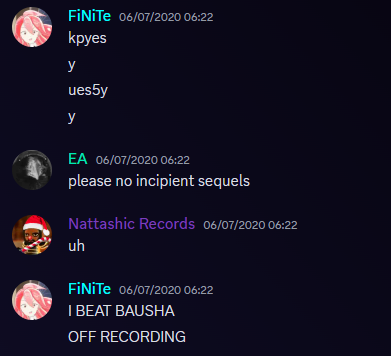 FiNiTe 06/07/2020 06:22
kpyes
y
ues5y
y
EA 06/07/2020 06:22
please no incipient sequels
Nattashic Records 06/07/2020 06:22
uh
FiNiTe 06/07/2020 06:22
I BEAT BAUSHA
OFF RECORDING